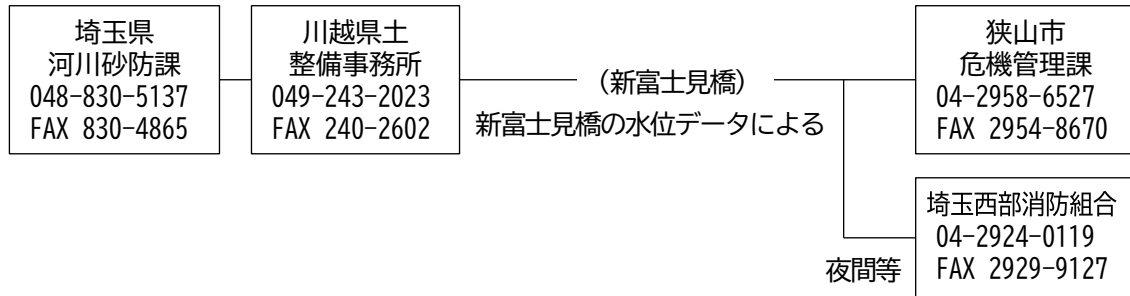 埼玉県
河川砂防課
048-830-5137
FAX 830-4865
川越県土
整備事務所
049-243-2023
FAX 240-2602
（新富士見橋）
新富士見橋の水位データによる
狭山市
危機管理課
04-2958-6527
FAX 2954-8670
埼玉西部消防組合
04-2924-0119
FAX 2929-9127
夜間等